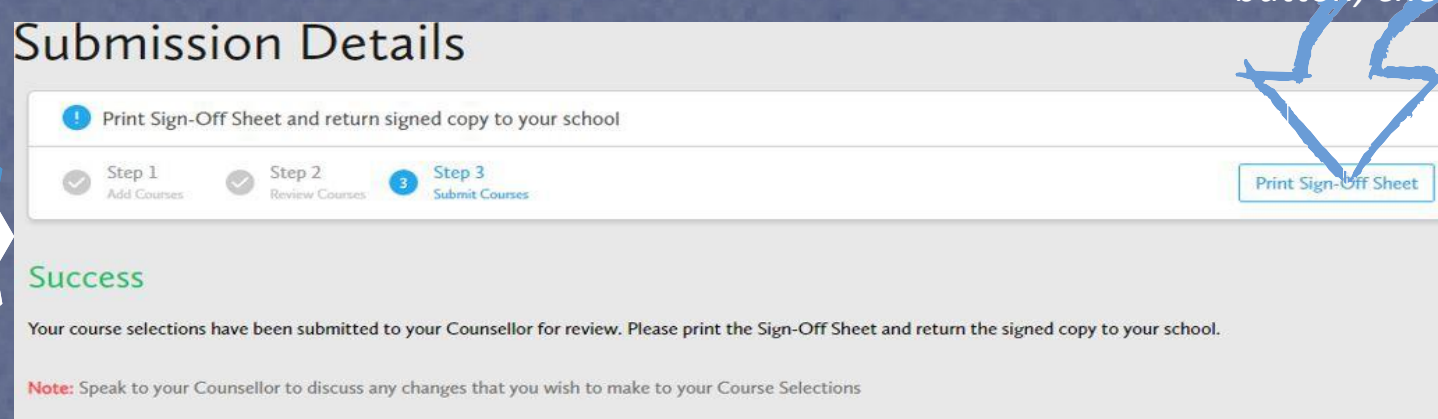 Submission Details
! Print Sign-Off Sheet and return signed copy to your school
Step 1
Add Courses
Step 2
Review Courses
3
Step 3
Submit Courses
Print Sign-Off Sheet
Success
Your course selections have been submitted to your Counsellor for review. Please print the Sign-Off Sheet and return the signed copy to your school.
Note: Speak to your Counsellor to discuss any changes that you wish to make to your Course Selections